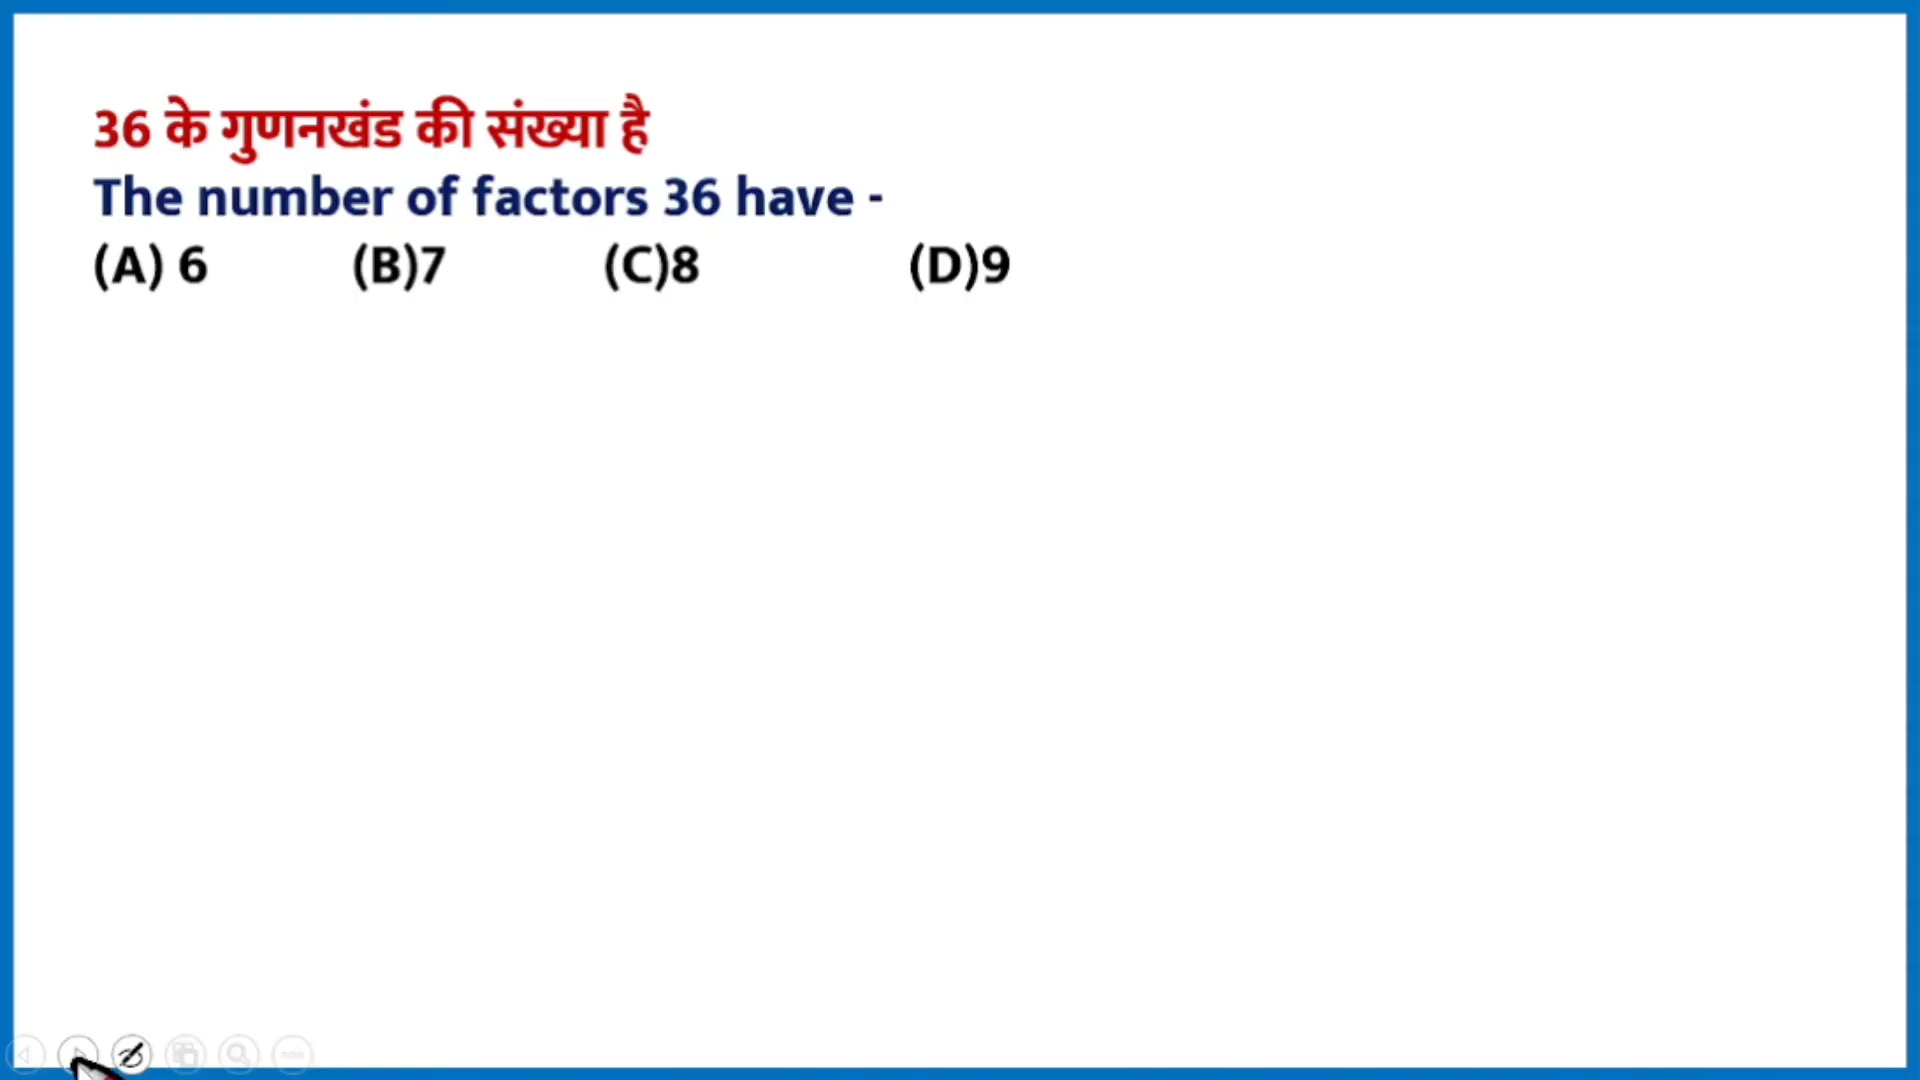 36 के गुणनखंड की संख्या है
The number of factors 36 have -
(A) 6 (B)7 (C)8 (D)9